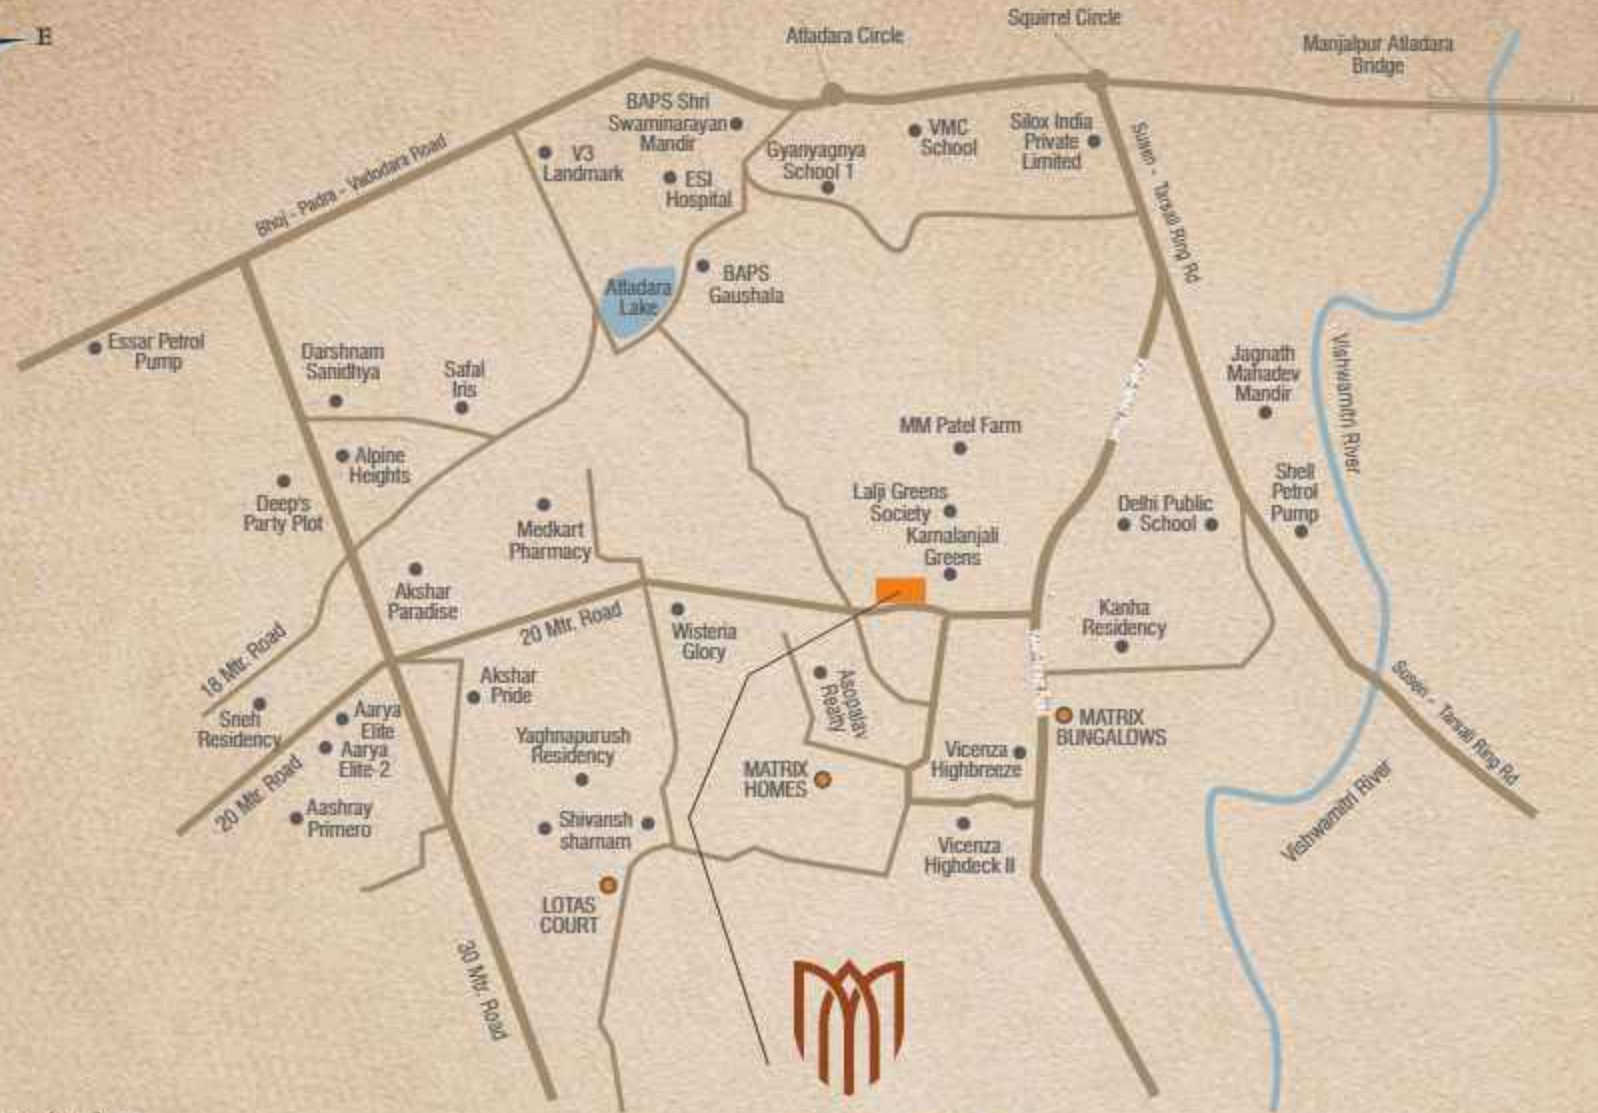 E
Atladara Circle
Squirrel Circle
Manjalpur Atladara
Bridge
BAPS Shri
Swaminarayan
Mandir
V3
Landmark
ESI
Hospital
Gyanyagnya
School 1
VMC
School
Silox India
Private
Limited
Susen - Tarsali Ring Rd
Bhoj - Padra - Vadodara Road
Atladara
Lake
BAPS
Gaushala
Essar Petrol
Pump
Darshnam
Sanidhya
Safal
Iris
Jagnath
Mahadev
Mandir
Vishwamitri River
MM Patel Farm
Alpine
Heights
Deep's
Party Plot
Medkart
Pharmacy
Lalji Greens
Society
Kamalanjali
Greens
Delhi Public
School
Shell
Petrol
Pump
Akshar
Paradise
20 Mtr. Road
Wisteria
Glory
Kanha
Residency
18 Mtr. Road
Akshar
Pride
Asopalav
Realty
Susen - Tarsali Ring Rd
Sneh
Residency
Aarya
Elite
Aarya
Elite-2
20 Mtr. Road
Aashray
Primero
Yaghnapurush
Residency
MATRIX
HOMES
Vicenza
Highbreeze
MATRIX
BUNGALOWS
Shivansh
sharnam
Vicenza
Highdeck II
Vishwamitri River
LOTAS
COURT
30 Mtr. Road